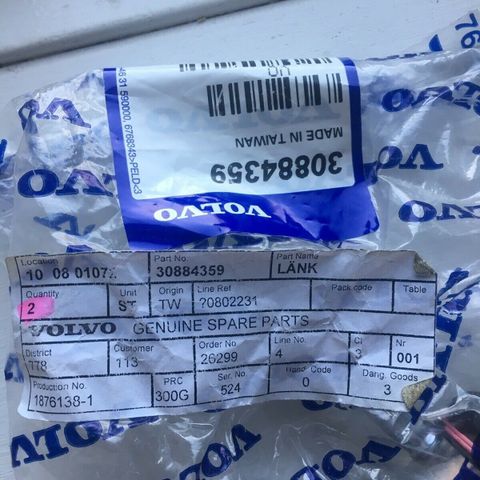 76
VOLVO
UQ
MADE IN TAIWAN
30884359
VOLVO
Location Part No. Part Name
10 08 0107X 30884359 LÄNK
Quantity Unit Origin Line Ref Pack code Table
2 ST TW 20802231
VOLVO GENUINE SPARE PARTS
District Customer Order No Line No. Cl Nr
778 113 26299 4 3 001
Production No. PRC Ser. No Hand. Code Dang. Goods
1876138-1 300G 524 0 3
VOLVO